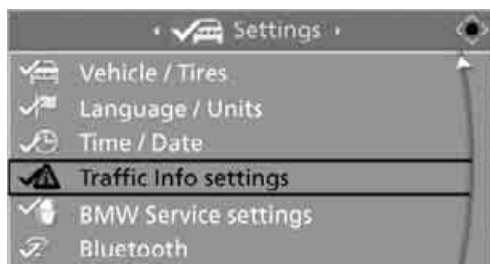 Settings
Vehicle / Tires
Language / Units
Time / Date
Traffic Info settings
BMW Service settings
Bluetooth